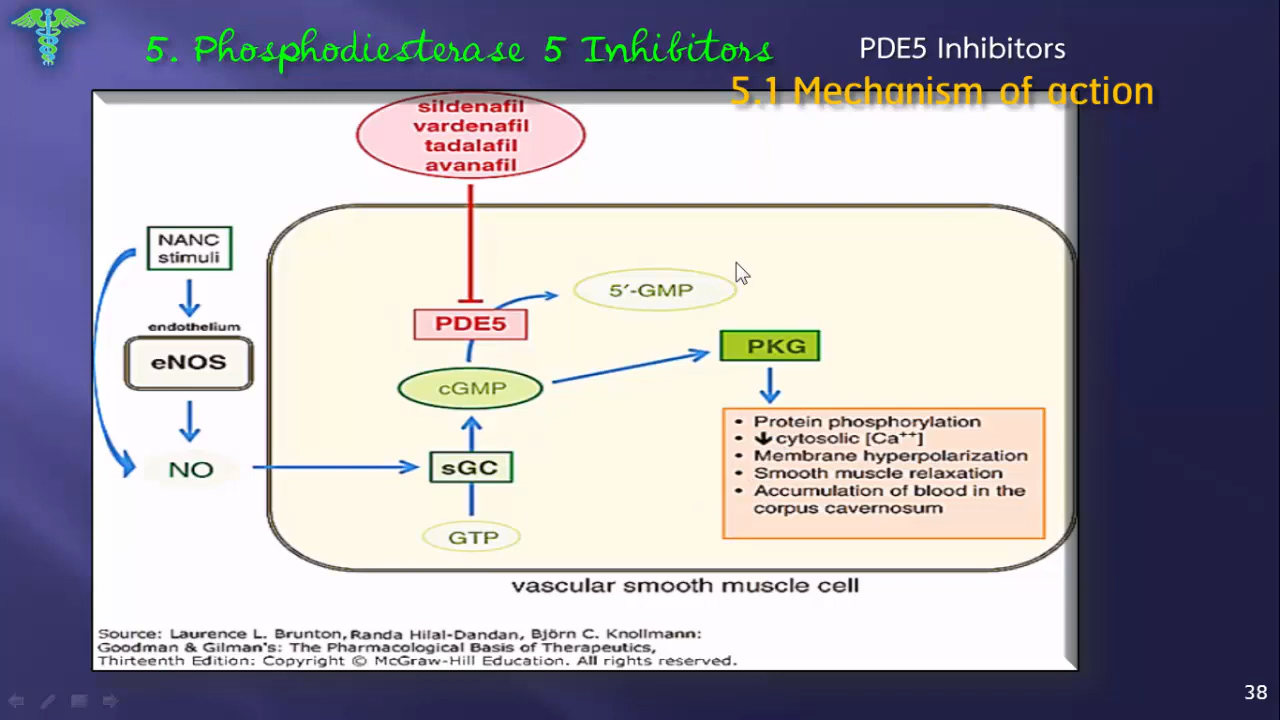 5. Phosphodiesterase 5 Inhibitors
PDE5 Inhibitors
5.1 Mechanism of action
sildenafil
vardenafil
tadalafil
avanafil
NANC
stimuli
endothelium
eNOS
NO
PDE5
5′-GMP
cGMP
sGC
GTP
PKG
• Protein phosphorylation
• ↓ cytosolic [Ca⁺⁺]
• Membrane hyperpolarization
• Smooth muscle relaxation
• Accumulation of blood in the
corpus cavernosum
vascular smooth muscle cell
Source: Laurence L. Brunton, Randa Hilal-Dandan, Björn C. Knollmann:
Goodman & Gilman's: The Pharmacological Basis of Therapeutics,
Thirteenth Edition: Copyright © McGraw-Hill Education. All rights reserved.
38